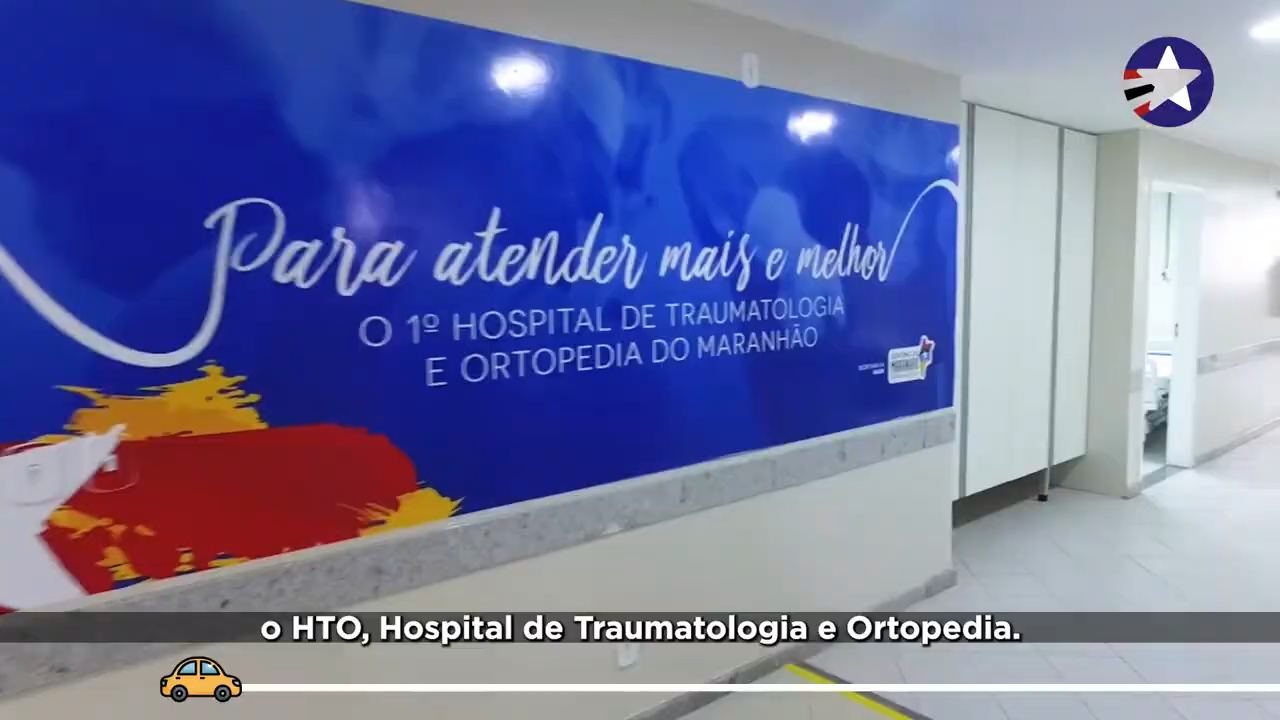 Para atender mais e melhor
O 1º HOSPITAL DE TRAUMATOLOGIA
E ORTOPEDIA DO MARANHÃO
o HTO, Hospital de Traumatologia e Ortopedia.